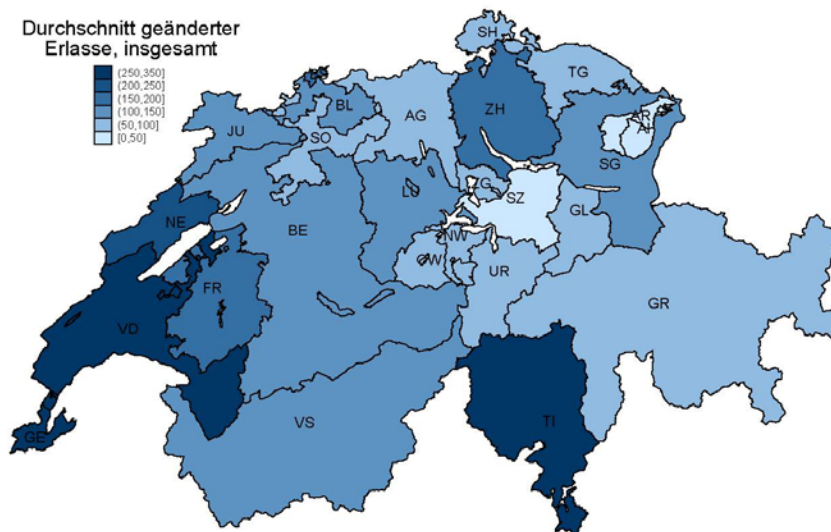 Durchschnitt geänderter
Erlasse, insgesamt
(250,350]
(200,250]
(150,200]
(100,150]
(50,100]
[0,50]
SH
TG
BL
AG
ZH
JU
SO
AR
AI
SG
ZG
LU
SZ
NE
BE
GL
NW
OW
UR
FR
GR
VD
VS
TI
GE